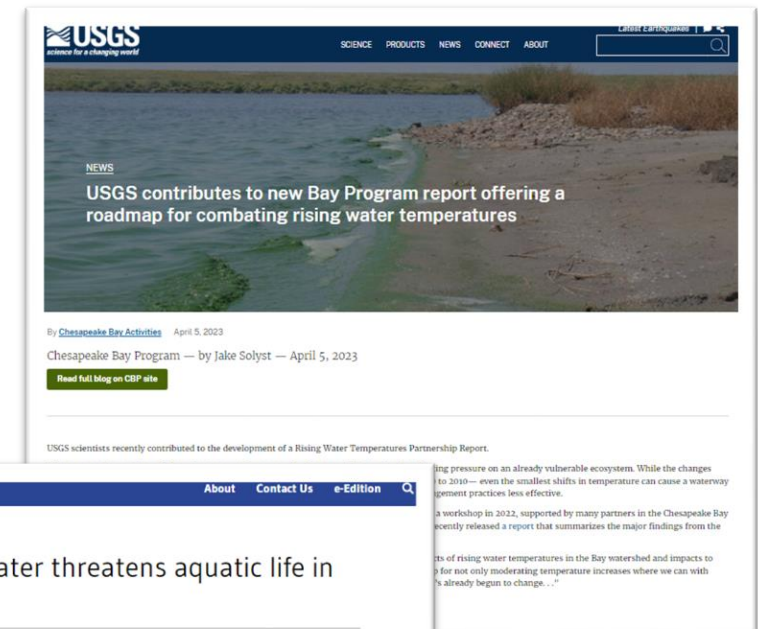 USGS
science for a changing world
SCIENCE PRODUCTS NEWS CONNECT ABOUT
Latest Earthquakes
NEWS
USGS contributes to new Bay Program report offering a
roadmap for combating rising water temperatures
By Chesapeake Bay Activities April 5, 2023
Chesapeake Bay Program — by Jake Solyst — April 5, 2023
Read full blog on CBP site
USGS scientists recently contributed to the development of a Rising Water Temperatures Partnership Report.
ing pressure on an already vulnerable ecosystem. While the changes
to 2010— even the smallest shifts in temperature can cause a waterway
gement practices less effective.
a workshop in 2022, supported by many partners in the Chesapeake Bay
ecently released a report that summarizes the major findings from the
ts of rising water temperatures in the Bay watershed and impacts to
for not only moderating temperature increases where we can with
's already begun to change. . ."
About Contact Us e-Edition
ater threatens aquatic life in